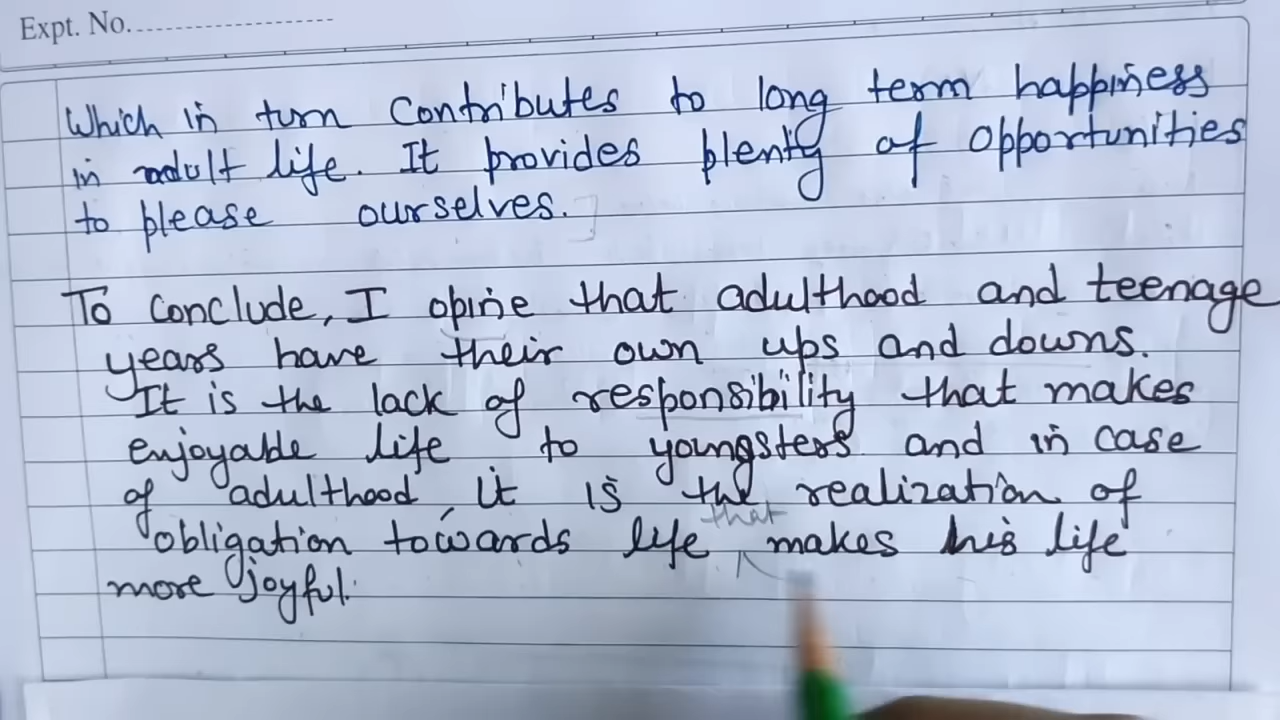 Expt. No.
Which in turn Contributes to long term happiness
in adult life. It provides plenty of opportunities
to please ourselves.
To Conclude, I opine that adulthood and teenage
years have their own ups and downs.
It is the lack of responsibility that makes
enjoyable life to youngsters and in case
of adulthood, it is the realization of
that
obligation towards life makes his life
more joyful.